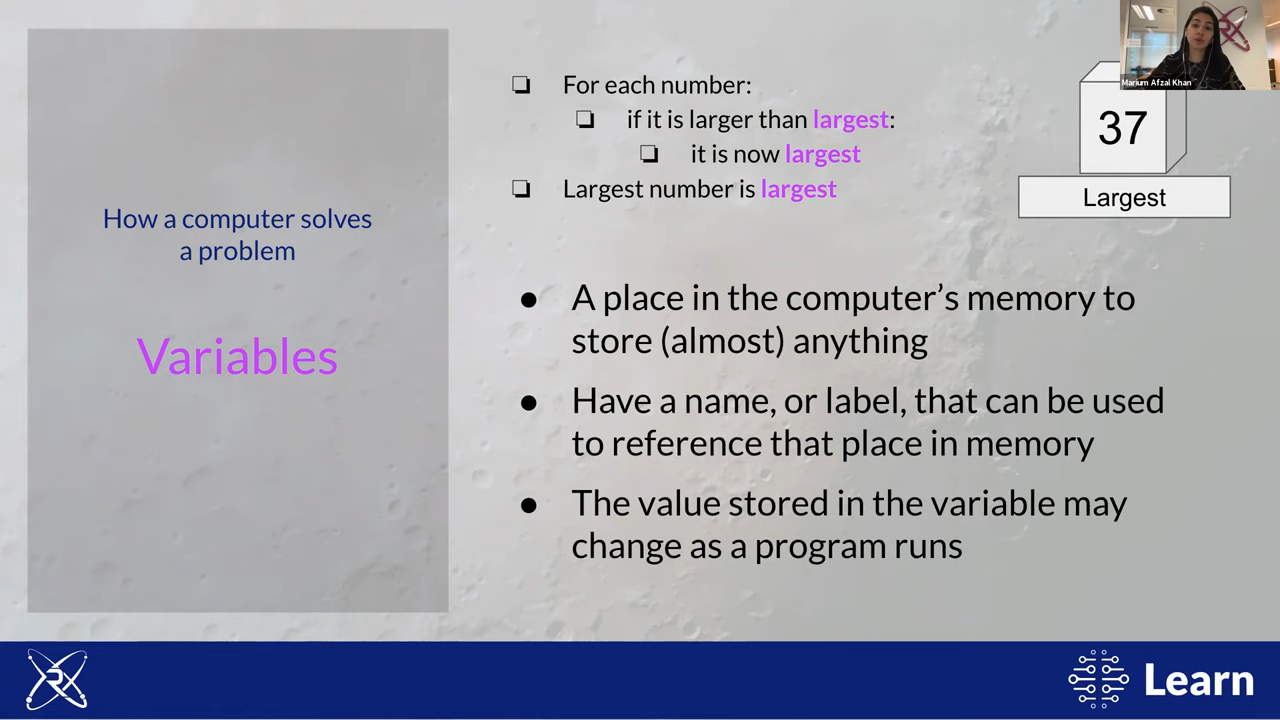 How a computer solves
a problem
Variables
❏ For each number:
❏ if it is larger than largest:
❏ it is now largest
❏ Largest number is largest
37
Largest
Marium Afzal Khan
● A place in the computer’s memory to
store (almost) anything
● Have a name, or label, that can be used
to reference that place in memory
● The value stored in the variable may
change as a program runs
Learn